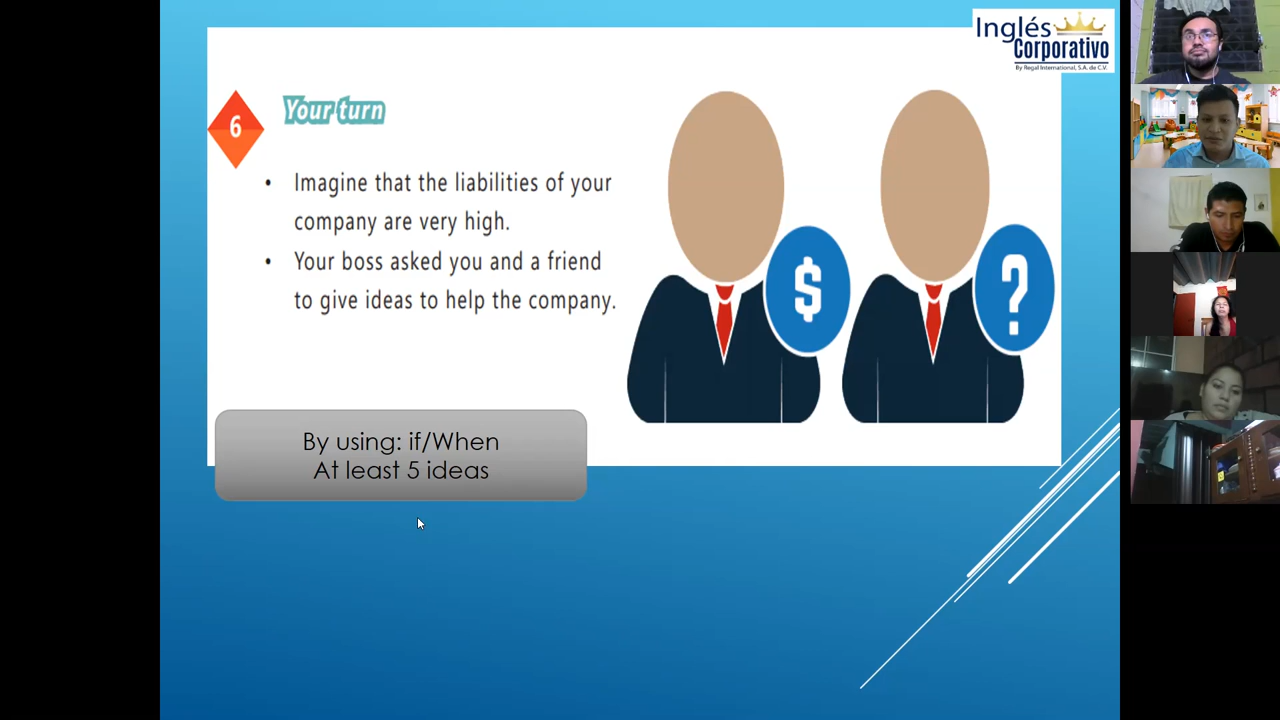 Inglés
Corporativo
By Regal International, S.A. de C.V.
6
Your turn
• Imagine that the liabilities of your
company are very high.
• Your boss asked you and a friend
to give ideas to help the company.
$
?
By using: if/When
At least 5 ideas